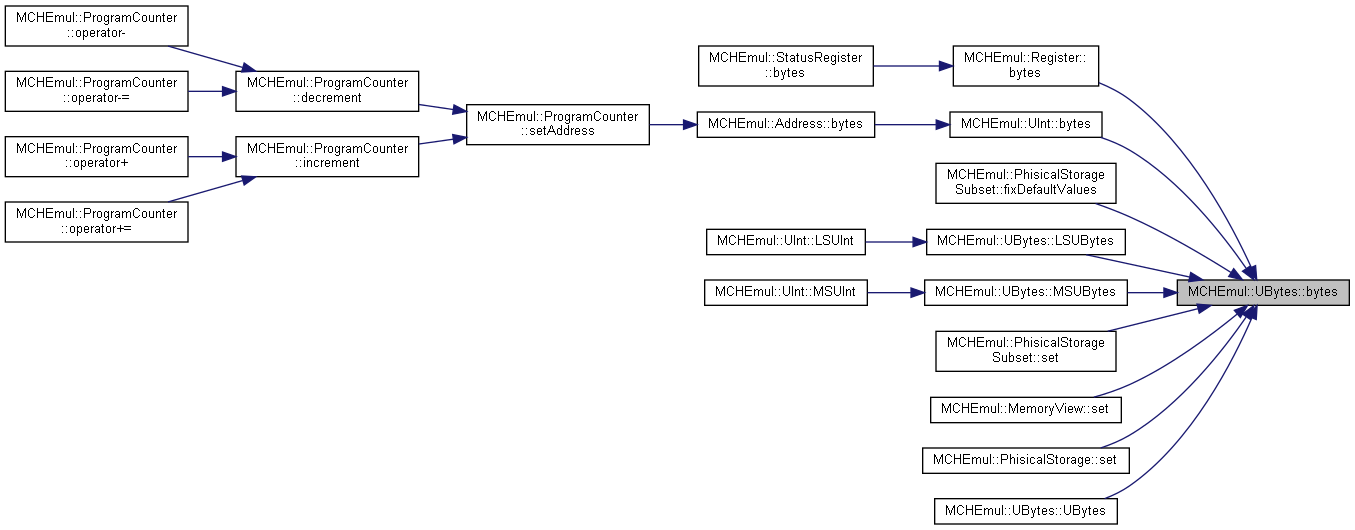 MCHEmul::ProgramCounter
::operator-
MCHEmul::ProgramCounter
::operator-=
MCHEmul::ProgramCounter
::operator+
MCHEmul::ProgramCounter
::operator+=
MCHEmul::ProgramCounter
::decrement
MCHEmul::ProgramCounter
::increment
MCHEmul::ProgramCounter
::setAddress
MCHEmul::StatusRegister
::bytes
MCHEmul::Address::bytes
MCHEmul::UInt::LSUInt
MCHEmul::UInt::MSUInt
MCHEmul::Register::
bytes
MCHEmul::UInt::bytes
MCHEmul::PhisicalStorage
Subset::fixDefaultValues
MCHEmul::UBytes::LSUBytes
MCHEmul::UBytes::MSUBytes
MCHEmul::PhisicalStorage
Subset::set
MCHEmul::MemoryView::set
MCHEmul::PhisicalStorage::set
MCHEmul::UBytes::UBytes
MCHEmul::UBytes::bytes